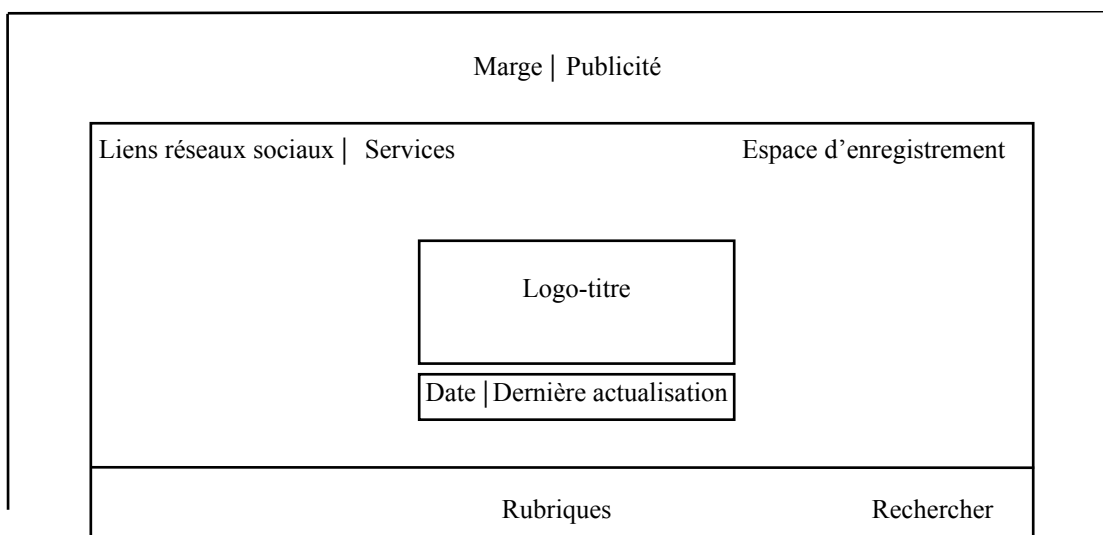 Marge | Publicité
Liens réseaux sociaux | Services Espace d’enregistrement
Logo-titre
Date |Dernière actualisation
Rubriques Rechercher